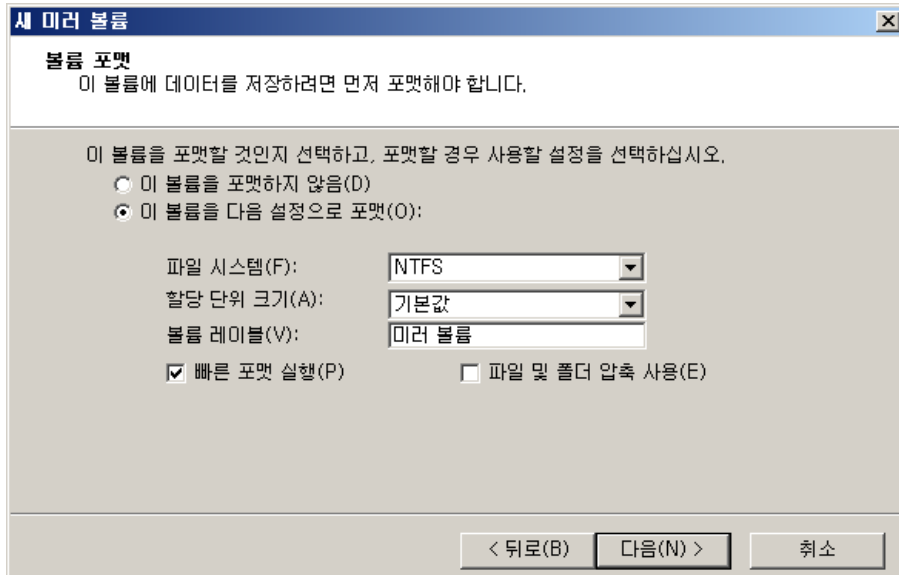 새 미러 볼륨
볼륨 포맷
이 볼륨에 데이터를 저장하려면 먼저 포맷해야 합니다.
이 볼륨을 포맷할 것인지 선택하고, 포맷할 경우 사용할 설정을 선택하십시오.
이 볼륨을 포맷하지 않음(D)
이 볼륨을 다음 설정으로 포맷(O):
파일 시스템(F): NTFS
할당 단위 크기(A): 기본값
볼륨 레이블(V): 미러 볼륨
빠른 포맷 실행(P) 파일 및 폴더 압축 사용(E)
< 뒤로(B) 다음(N) > 취소